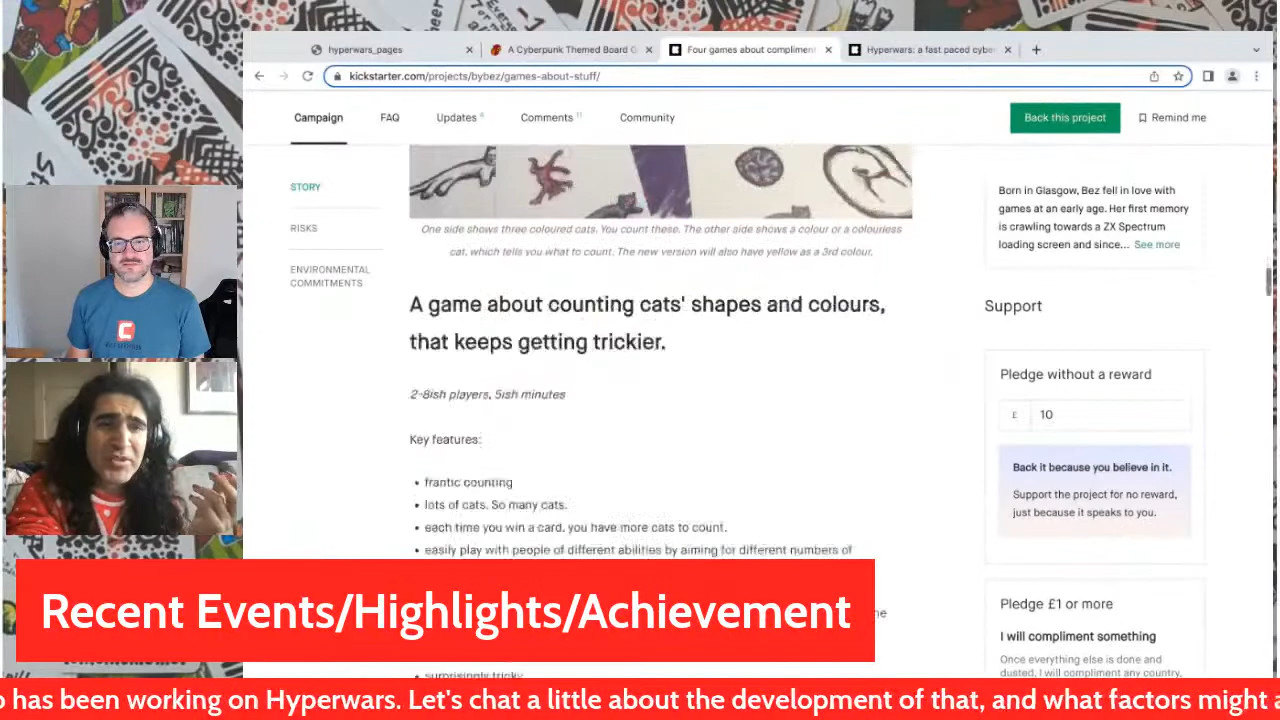 hyperwars_pages
A Cyberpunk Themed Board G
Four games about compliment
Hyperwars: a fast paced cyber
kickstarter.com/projects/bybez/games-about-stuff/
Campaign
FAQ
Updates
Comments 11
Community
Back this project
Remind me
STORY
RISKS
ENVIRONMENTAL
COMMITMENTS
One side shows three coloured cats. You count these. The other side shows a colour or a colourless
cat, which tells you what to count. The new version will also have yellow as a 3rd colour.
A game about counting cats' shapes and colours,
that keeps getting trickier.
2-8ish players, 5ish minutes
Key features:
• frantic counting
• lots of cats. So many cats.
• each time you win a card, you have more cats to count.
• easily play with people of different abilities by aiming for different numbers of
• surprisingly tricky
Born in Glasgow, Bez fell in love with
games at an early age. Her first memory
is crawling towards a ZX Spectrum
loading screen and since... See more
Support
Pledge without a reward
£ 10
Back it because you believe in it.
Support the project for no reward,
just because it speaks to you.
Pledge £1 or more
I will compliment something
Once everything else is done and
dusted, I will compliment any country,
Recent Events/Highlights/Achievement
has been working on Hyperwars. Let's chat a little about the development of that, and what factors might